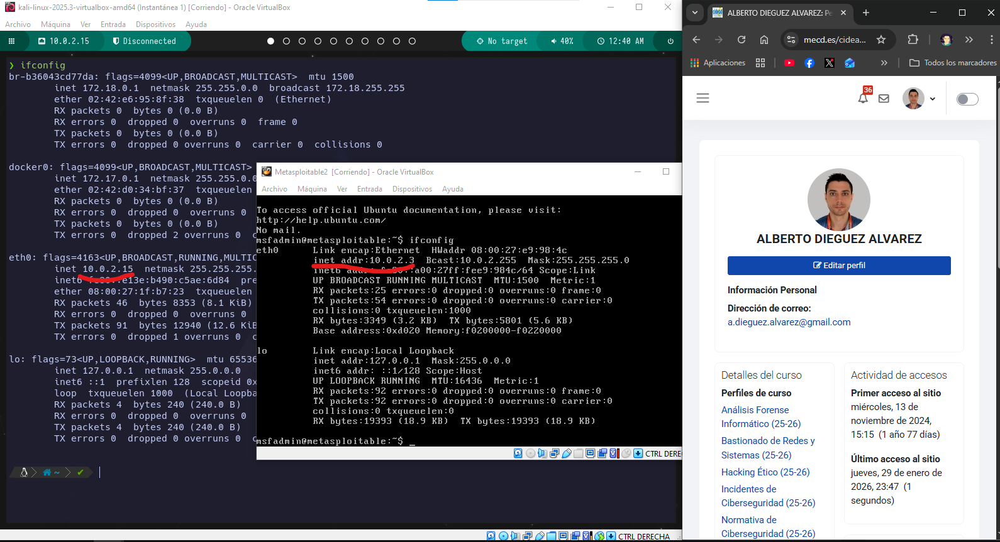 kali-linux-2025.3-virtualbox-amd64 (Instantánea 1) [Corriendo] - Oracle VirtualBox
Archivo Máquina Ver Entrada Dispositivos Ayuda
10.0.2.15 Disconnected No target 40% 12:40 AM
❯ ifconfig
br-b36043cd77da: flags=4099<UP,BROADCAST,MULTICAST> mtu 1500
inet 172.18.0.1 netmask 255.255.0.0 broadcast 172.18.255.255
ether 02:42:e6:95:8f:38 txqueuelen 0 (Ethernet)
RX packets 0 bytes 0 (0.0 B)
RX errors 0 dropped 0 overruns 0 frame 0
TX packets 0 bytes 0 (0.0 B)
TX errors 0 dropped 0 overruns 0 carrier 0 collisions 0
docker0: flags=4099<UP,BROADCAST,MULTICAST>
inet 172.17.0.1 netmask 255.255.0.0
ether 02:42:d0:34:bf:37 txqueuelen
RX packets 0 bytes 0 (0.0 B)
RX errors 0 dropped 0 overruns 0
TX packets 0 bytes 0 (0.0 B)
TX errors 0 dropped 2 overruns 0
eth0: flags=4163<UP,BROADCAST,RUNNING,MULTIC
inet 10.0.2.15 netmask 255.255.255.
inet6 e13e:b490:c5ae:6d84 pre
ether 08:00:27:1f:b7:23 txqueuelen
RX packets 46 bytes 8353 (8.1 KiB)
RX errors 0 dropped 0 overruns 0
TX packets 91 bytes 12940 (12.6 KiB
TX errors 0 dropped 1 overruns 0
lo: flags=73<UP,LOOPBACK,RUNNING> mtu 65536
inet 127.0.0.1 netmask 255.0.0.0
inet6 ::1 prefixlen 128 scopeid 0x
loop txqueuelen 1000 (Local Loopba
RX packets 4 bytes 240 (240.0 B)
RX errors 0 dropped 0 overruns 0
TX packets 4 bytes 240 (240.0 B)
TX errors 0 dropped 0 overruns 0
~
CTRL DERECHA
Metasploitable2 [Corriendo] - Oracle VirtualBox
Archivo Máquina Ver Entrada Dispositivos Ayuda
To access official Ubuntu documentation, please visit:
http://help.ubuntu.com/
No mail.
msfadmin@metasploitable:~$ ifconfig
eth0 Link encap:Ethernet HWaddr 08:00:27:e9:98:4c
inet addr:10.0.2.3 Bcast:10.0.2.255 Mask:255.255.255.0
inet6 addr: fe80::a00:27ff:fee9:984c/64 Scope:Link
UP BROADCAST RUNNING MULTICAST MTU:1500 Metric:1
RX packets:25 errors:0 dropped:0 overruns:0 frame:0
TX packets:54 errors:0 dropped:0 overruns:0 carrier:0
collisions:0 txqueuelen:1000
RX bytes:3349 (3.2 KB) TX bytes:5801 (5.6 KB)
Base address:0xd020 Memory:f0200000-f0220000
lo Link encap:Local Loopback
inet addr:127.0.0.1 Mask:255.0.0.0
inet6 addr: ::1/128 Scope:Host
UP LOOPBACK RUNNING MTU:16436 Metric:1
RX packets:92 errors:0 dropped:0 overruns:0 frame:0
TX packets:92 errors:0 dropped:0 overruns:0 carrier:0
collisions:0 txqueuelen:0
RX bytes:19393 (18.9 KB) TX bytes:19393 (18.9 KB)
msfadmin@metasploitable:~$ _
CTRL DERE
ALBERTO DIEGUEZ ALVAREZ: Pe
mecd.es/cidea...
Aplicaciones
Todos los marcadores
36
ALBERTO DIEGUEZ ALVAREZ
Editar perfil
Información Personal
Dirección de correo:
a.dieguez.alvarez@gmail.com
Detalles del curso
Perfiles de curso
Análisis Forense
Informático (25-26)
Bastionado de Redes y
Sistemas (25-26)
Hacking Ético (25-26)
Incidentes de
Ciberseguridad (25-26)
Normativa de
Ciberseguridad (25-26)
Actividad de accesos
Primer acceso al sitio
miércoles, 13 de
noviembre de 2024,
15:15 (1 año 77 días)
Último acceso al sitio
jueves, 29 de enero de
2026, 23:47 (1
segundos)